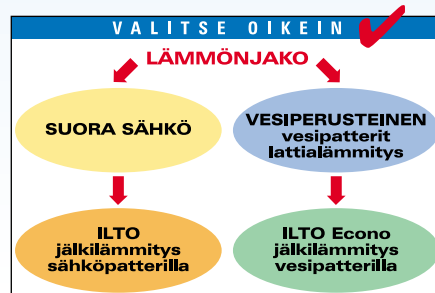 VALITSE OIKEIN
LÄMMÖNJAKO
SUORA SÄHKÖ
VESIPERUSTEINEN
vesipatterit
lattialämmitys
ILTO
jälkilämmitys
sähköpatterilla
ILTO Econo
jälkilämmitys
vesipatterilla